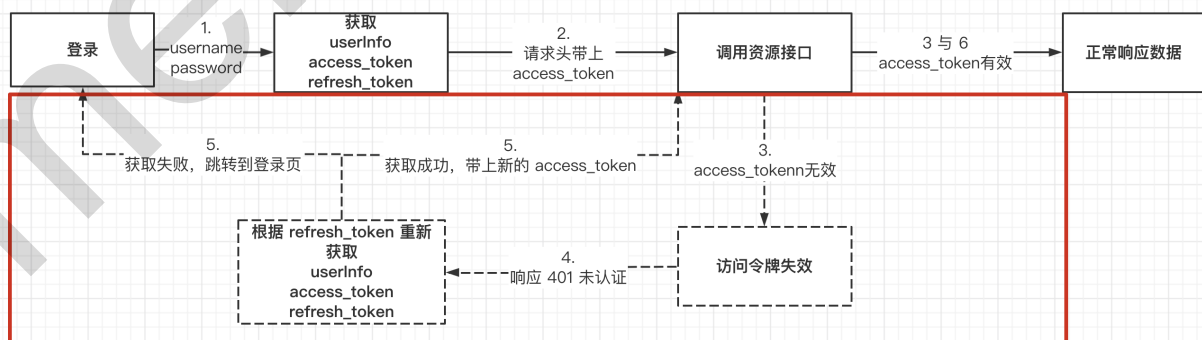 登录
1.
username
password
获取
userInfo
access_token
refresh_token
2.
请求头带上
access_token
调用资源接口
3 与 6
access_token有效
正常响应数据
5.
获取失败，跳转到登录页
5.
获取成功，带上新的 access_token
3.
access_tokenn无效
根据 refresh_token 重新
获取
userInfo
access_token
refresh_token
4.
响应 401 未认证
访问令牌失效